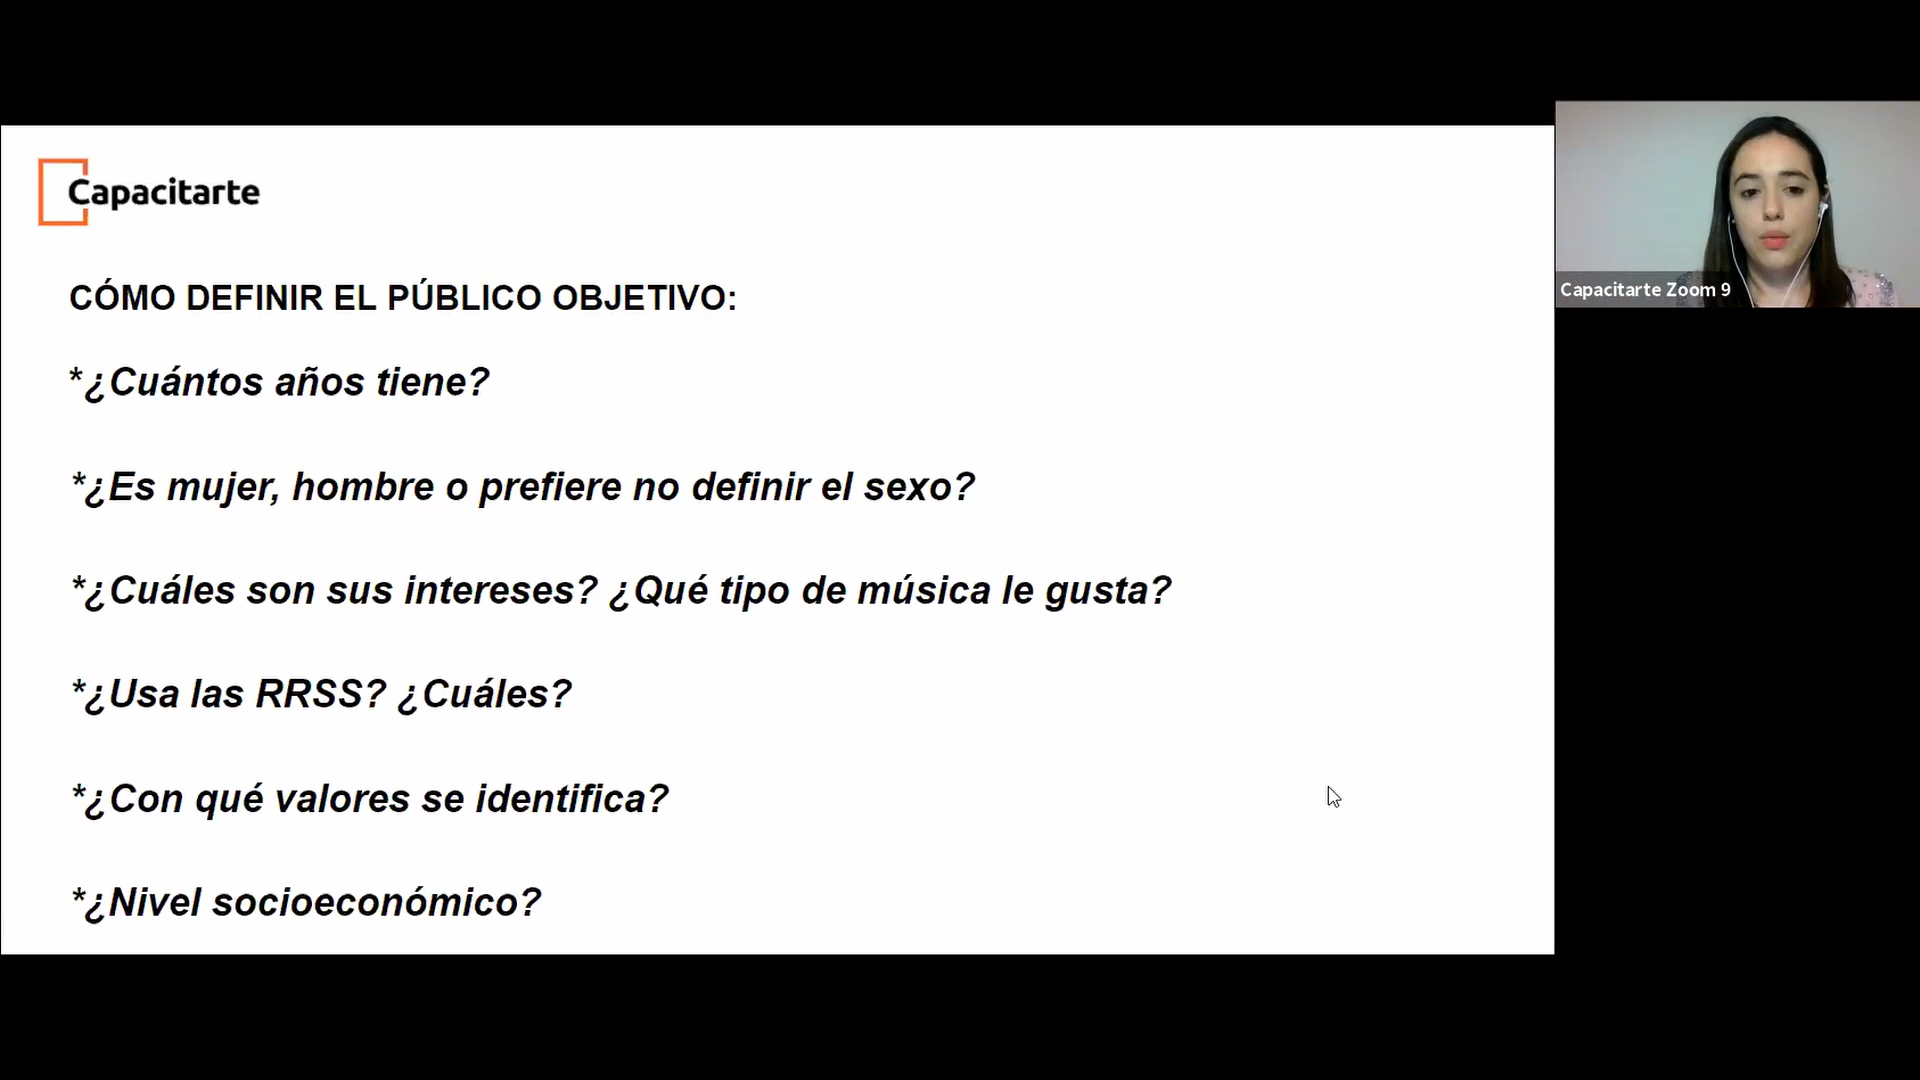 Capacitarte
CÓMO DEFINIR EL PÚBLICO OBJETIVO:
*¿Cuántos años tiene?
*¿Es mujer, hombre o prefiere no definir el sexo?
*¿Cuáles son sus intereses? ¿Qué tipo de música le gusta?
*¿Usa las RRSS? ¿Cuáles?
*¿Con qué valores se identifica?
*¿Nivel socioeconómico?
Capacitarte Zoom 9